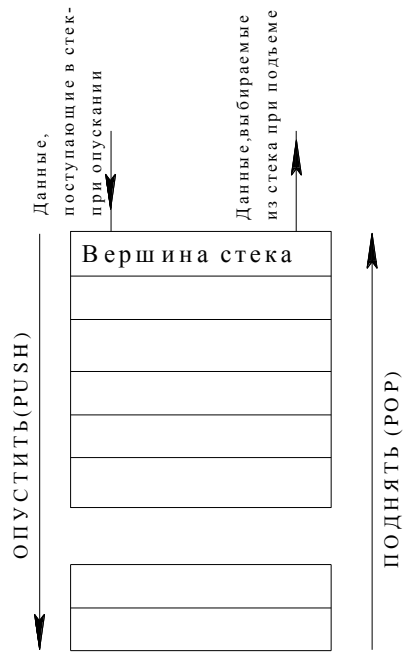 Данные,
поступающие в стек-
при опускании
Данные,выбираемые
из стека при подъеме
Вершина стека
ОПУСТИТЬ(PUSH)
ПОДНЯТЬ (POP)